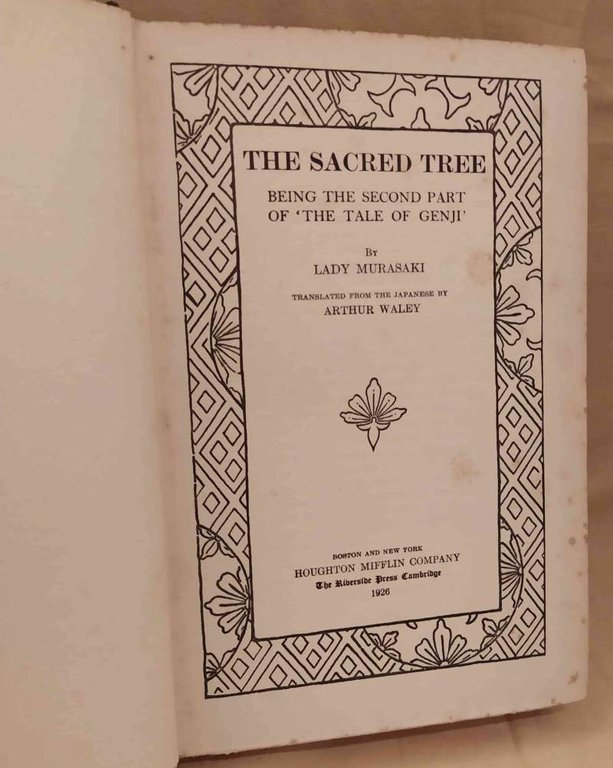 THE SACRED TREE
BEING THE SECOND PART
OF ‘THE TALE OF GENJI’
By
LADY MURASAKI
TRANSLATED FROM THE JAPANESE BY
ARTHUR WALEY
BOSTON AND NEW YORK
HOUGHTON MIFFLIN COMPANY
The Riverside Press Cambridge
1926